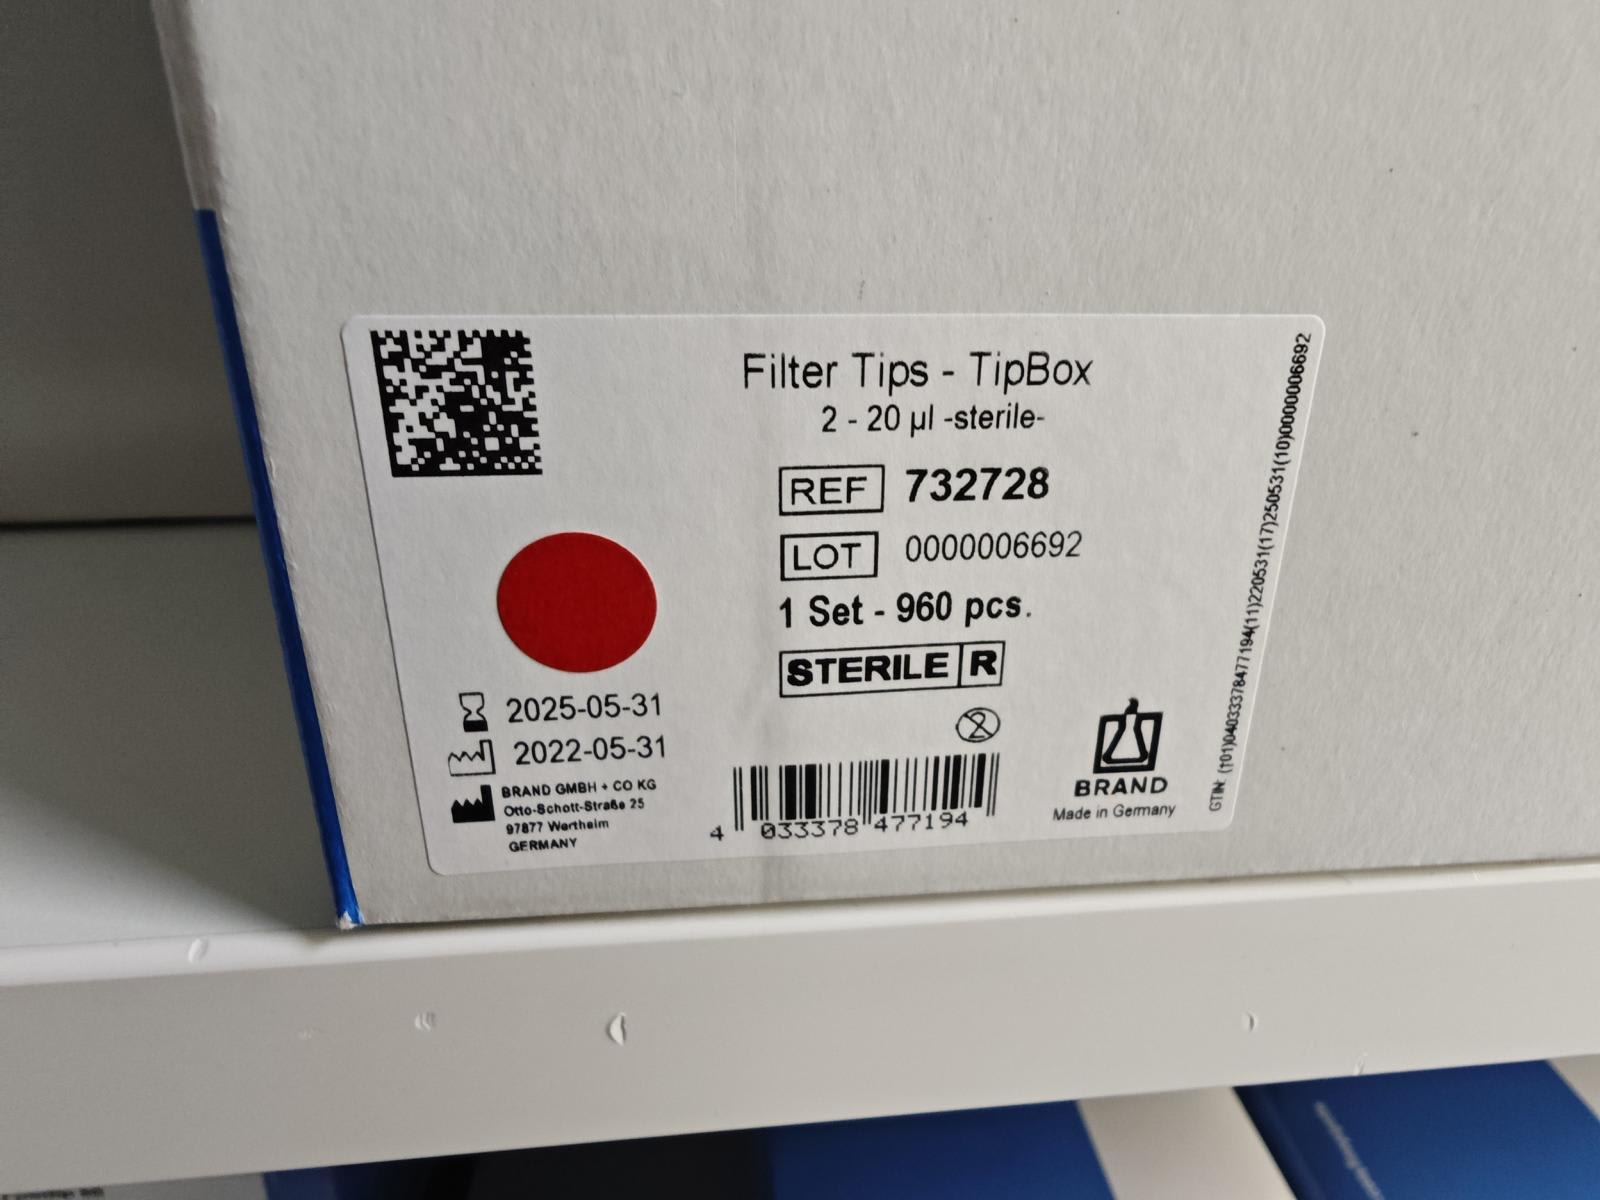 Filter Tips - TipBox
2 - 20 µl -sterile-
REF 732728
LOT 0000006692
1 Set - 960 pcs.
STERILE R
2025-05-31
2022-05-31
BRAND GMBH + CO KG
Otto-Schott-Straße 25
97877 Wertheim
GERMANY
2
4 033378 477194
BRAND
Made in Germany
GTIN: (01)04033378477194(11)220531(17)250531(10)0000006692